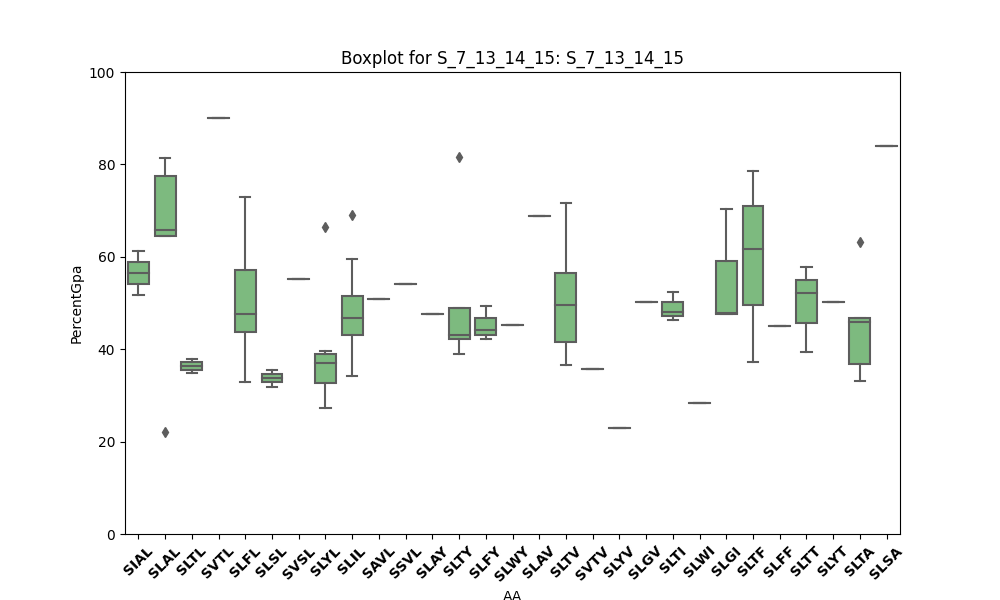 Boxplot for S_7_13_14_15: S_7_13_14_15
100
80
60
40
20
0
PercentGpa
SIAL SLAL SLTL SVTL SLFL SLSL SVSL SLYL SLIL SAVL SSVL SLAY SLTY SLFY SLWY SLAV SLTV SVTV SLYV SLGV SLTI SLWI SLGI SLTF SLFF SLTT SLYT SLTA SLSA
AA